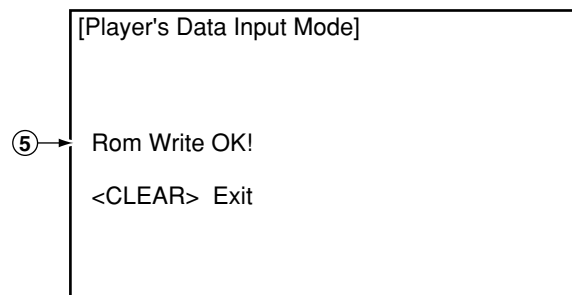 [Player's Data Input Mode]
⑤ Rom Write OK!
<CLEAR> Exit